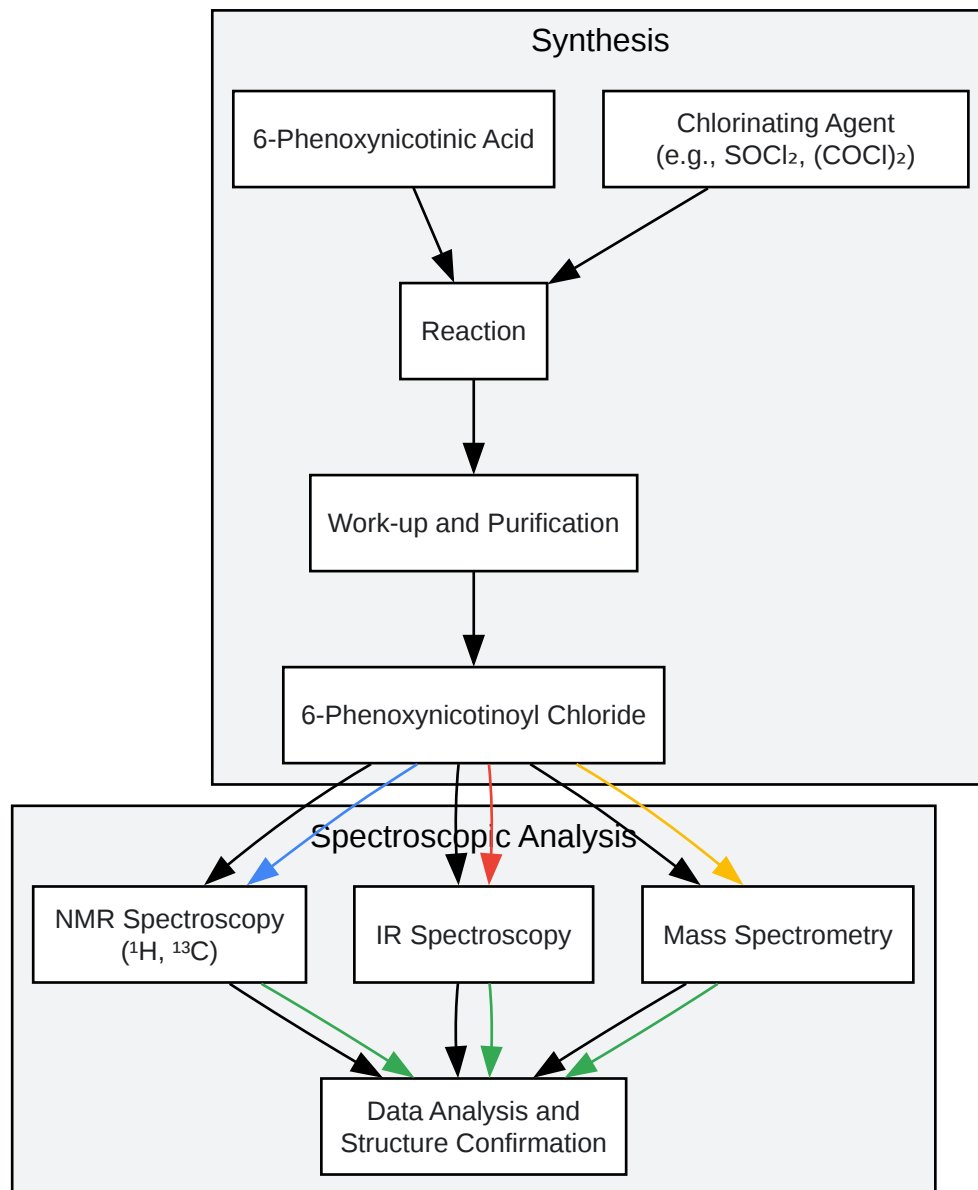 Synthesis
6-Phenoxynicotinic Acid
Chlorinating Agent
(e.g., SOCl₂, (COCl)₂)
Reaction
Work-up and Purification
6-Phenoxynicotinoyl Chloride
Spectroscopic Analysis
NMR Spectroscopy
(¹H, ¹³C)
IR Spectroscopy
Mass Spectrometry
Data Analysis and
Structure Confirmation